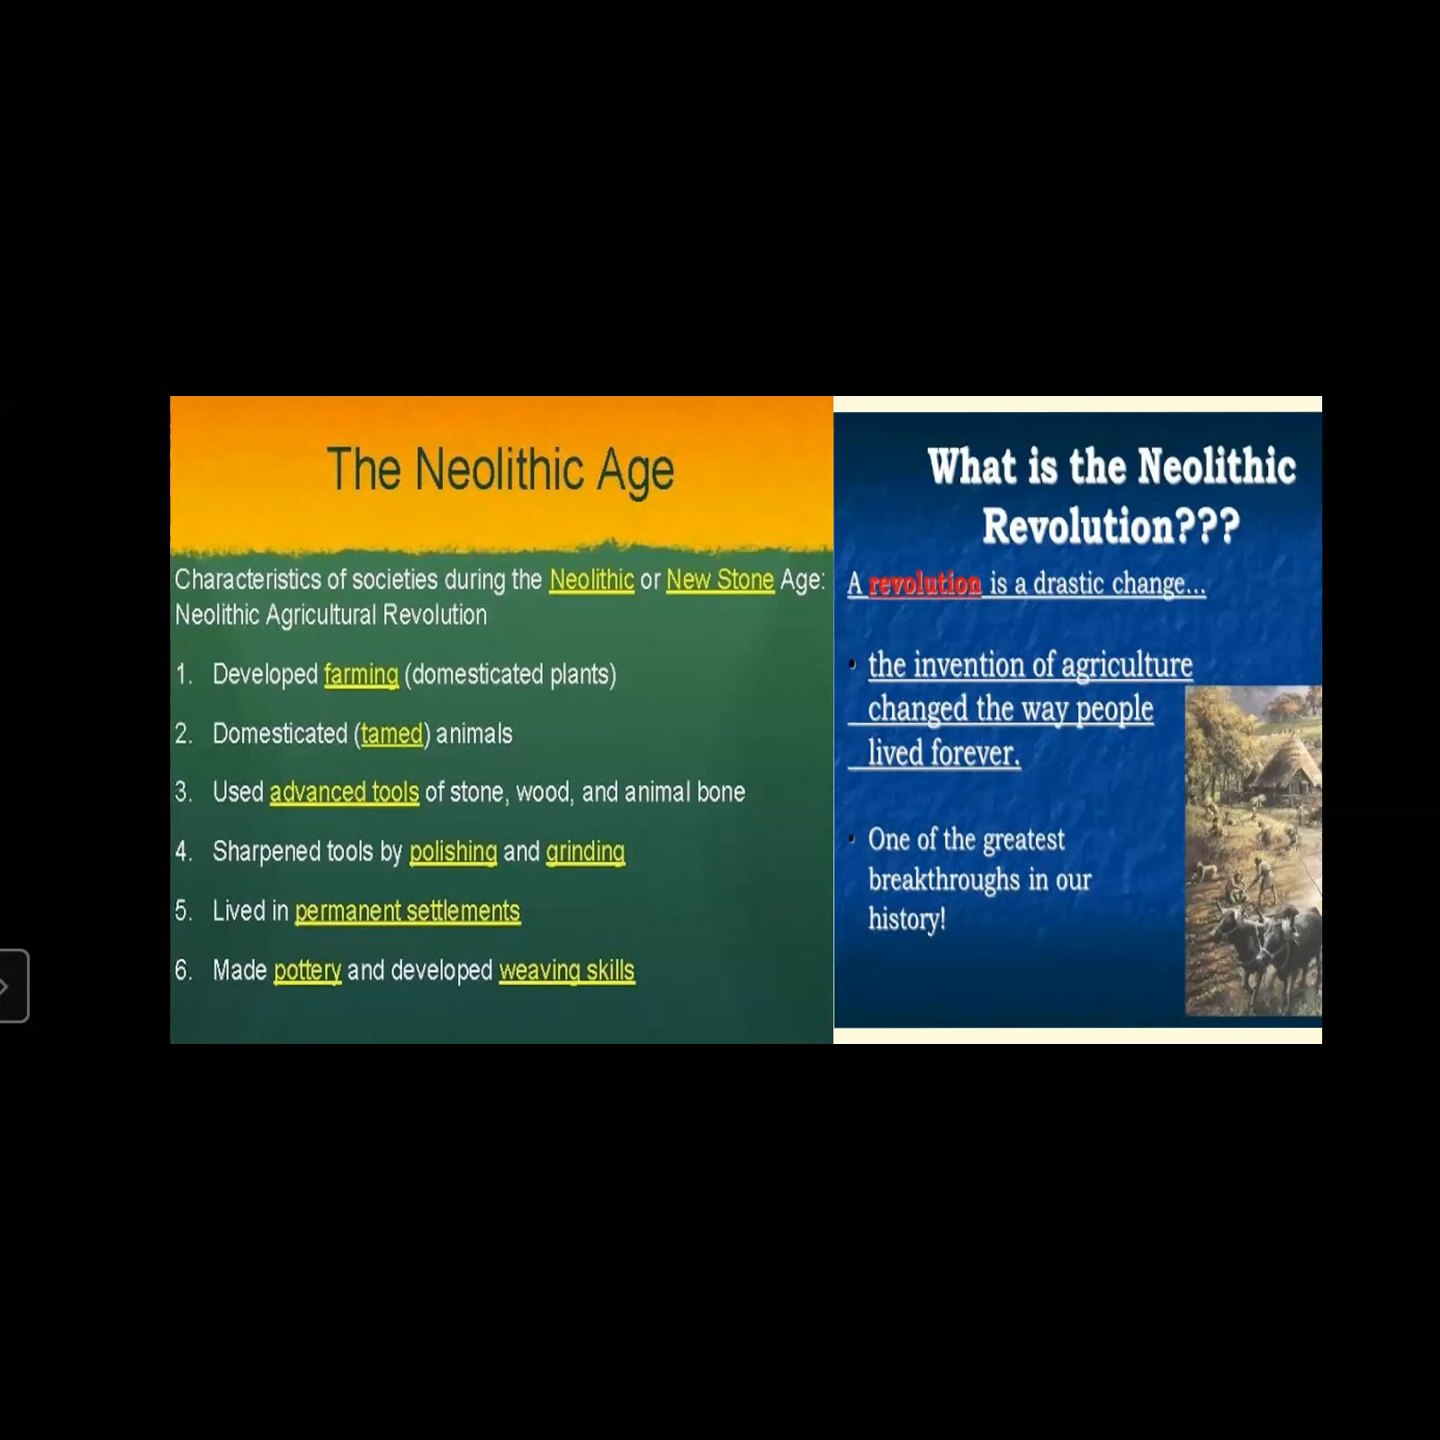 The Neolithic Age
Characteristics of societies during the Neolithic or New Stone Age:
Neolithic Agricultural Revolution
1. Developed farming (domesticated plants)
2. Domesticated (tamed) animals
3. Used advanced tools of stone, wood, and animal bone
4. Sharpened tools by polishing and grinding
5. Lived in permanent settlements
6. Made pottery and developed weaving skills
What is the Neolithic
Revolution???
A revolution is a drastic change...
• the invention of agriculture
changed the way people
lived forever.
• One of the greatest
breakthroughs in our
history!